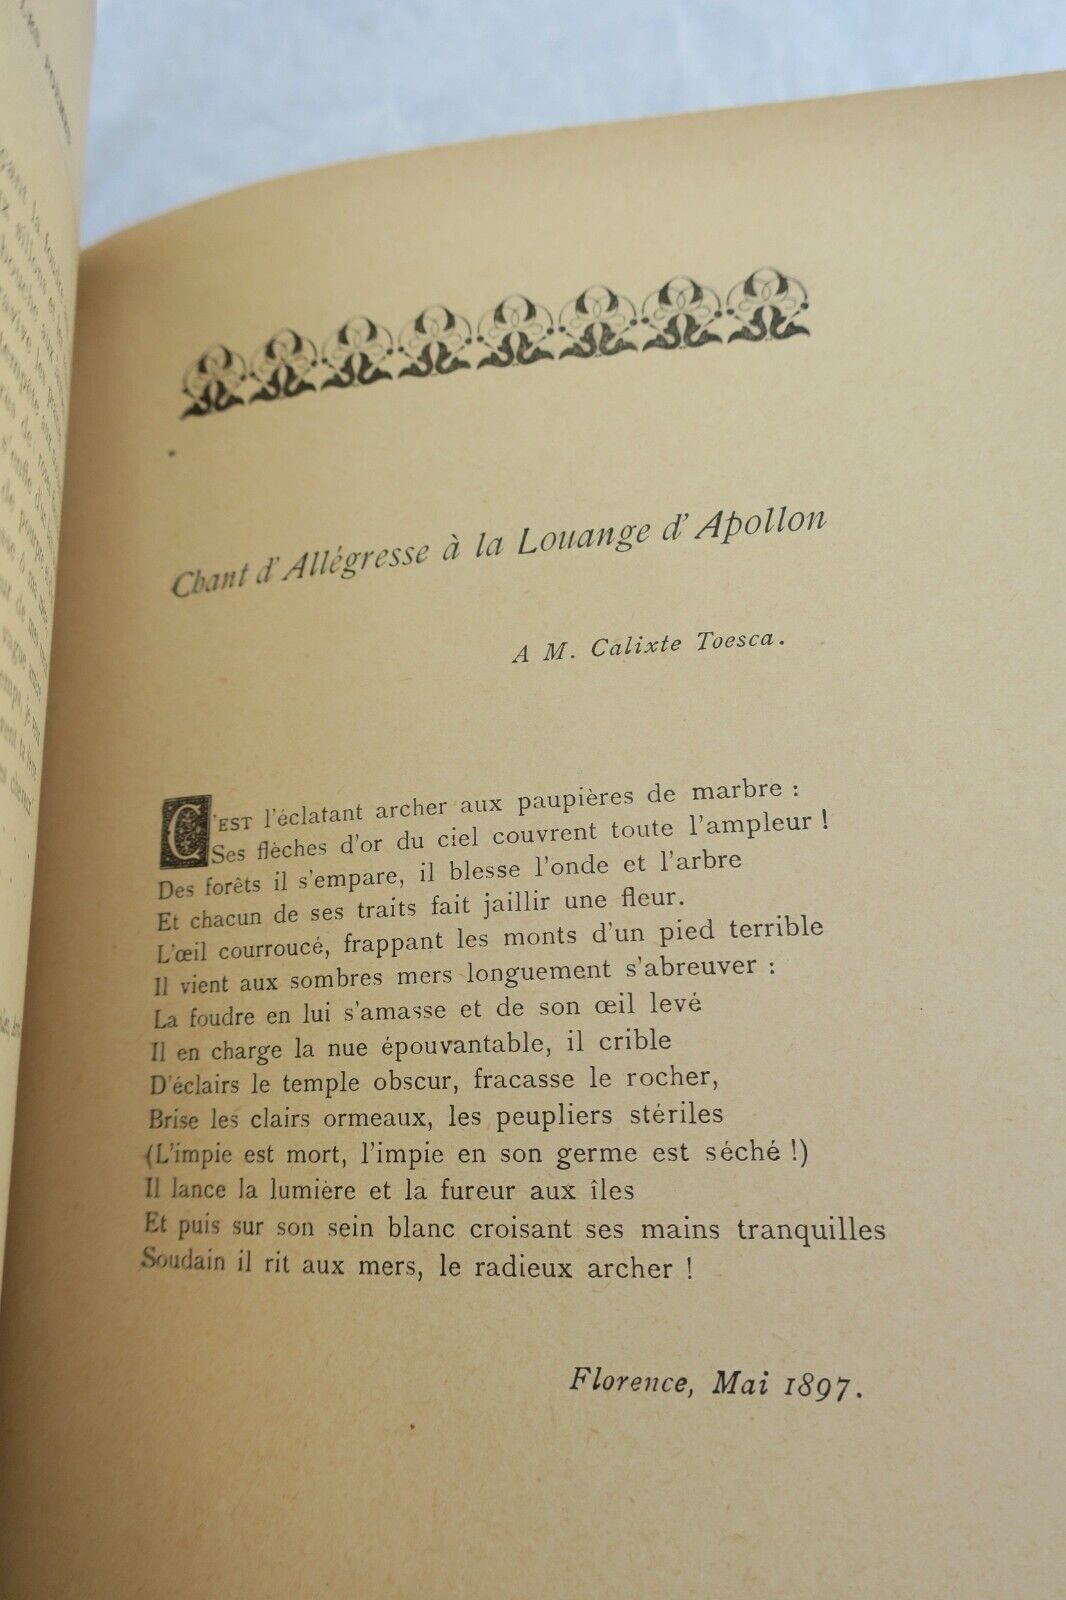 Chant d'Allégresse à la Louange d'Apollon
A M. Calixte Toesca.
C'EST l'éclatant archer aux paupières de marbre :
Ses flèches d'or du ciel couvrent toute l'ampleur !
Des forêts il s'empare, il blesse l'onde et l'arbre
Et chacun de ses traits fait jaillir une fleur.
L'œil courroucé, frappant les monts d'un pied terrible
Il vient aux sombres mers longuement s'abreuver :
La foudre en lui s'amasse et de son œil levé
Il en charge la nue épouvantable, il crible
D'éclairs le temple obscur, fracasse le rocher,
Brise les clairs ormeaux, les peupliers stériles
(L'impie est mort, l'impie en son germe est séché !)
Il lance la lumière et la fureur aux îles
Et puis sur son sein blanc croisant ses mains tranquilles
Soudain il rit aux mers, le radieux archer !
Florence, Mai 1897.